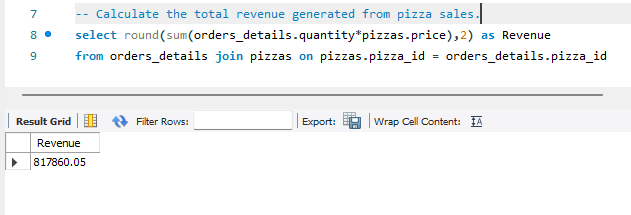 7 -- Calculate the total revenue generated from pizza sales.
8 select round(sum(orders_details.quantity*pizzas.price),2) as Revenue
9 from orders_details join pizzas on pizzas.pizza_id = orders_details.pizza_id
Result Grid Filter Rows: Export: Wrap Cell Content: IA
Revenue
817860.05